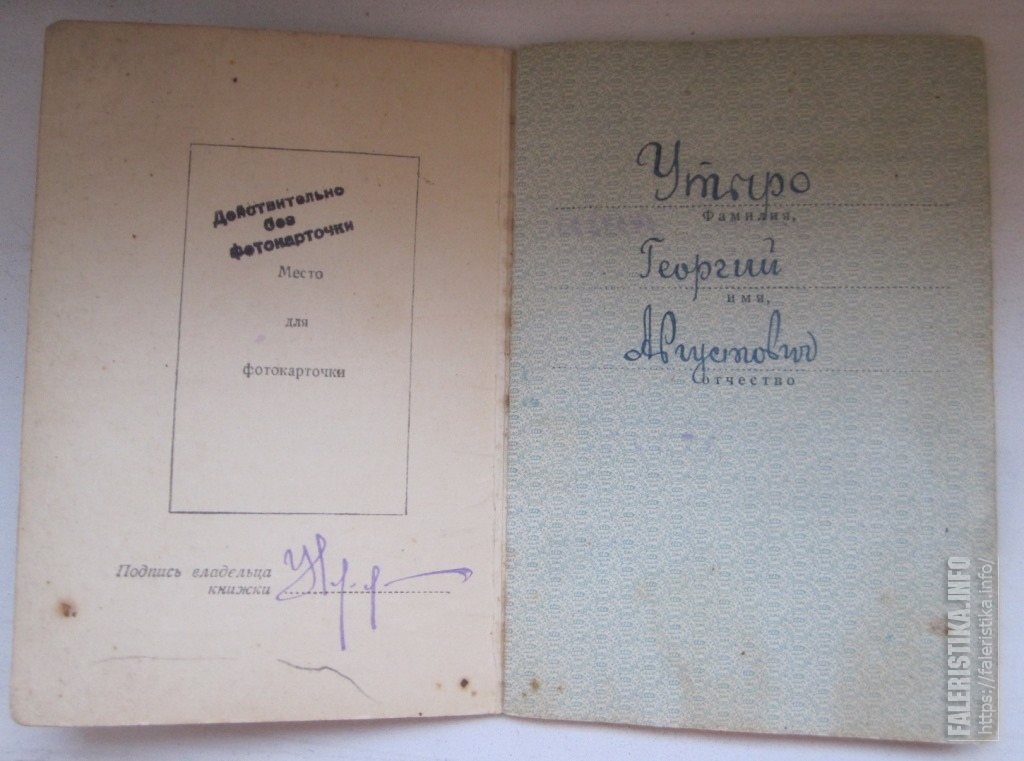 Действительно
без
фотокарточки
Место
для
фотокарточки
Подпись владельца
книжки
Утыро
Фамилия,
Георгий
имя,
Августович
отчество
FALERISTIKA.INFO
https://faleristika.info/